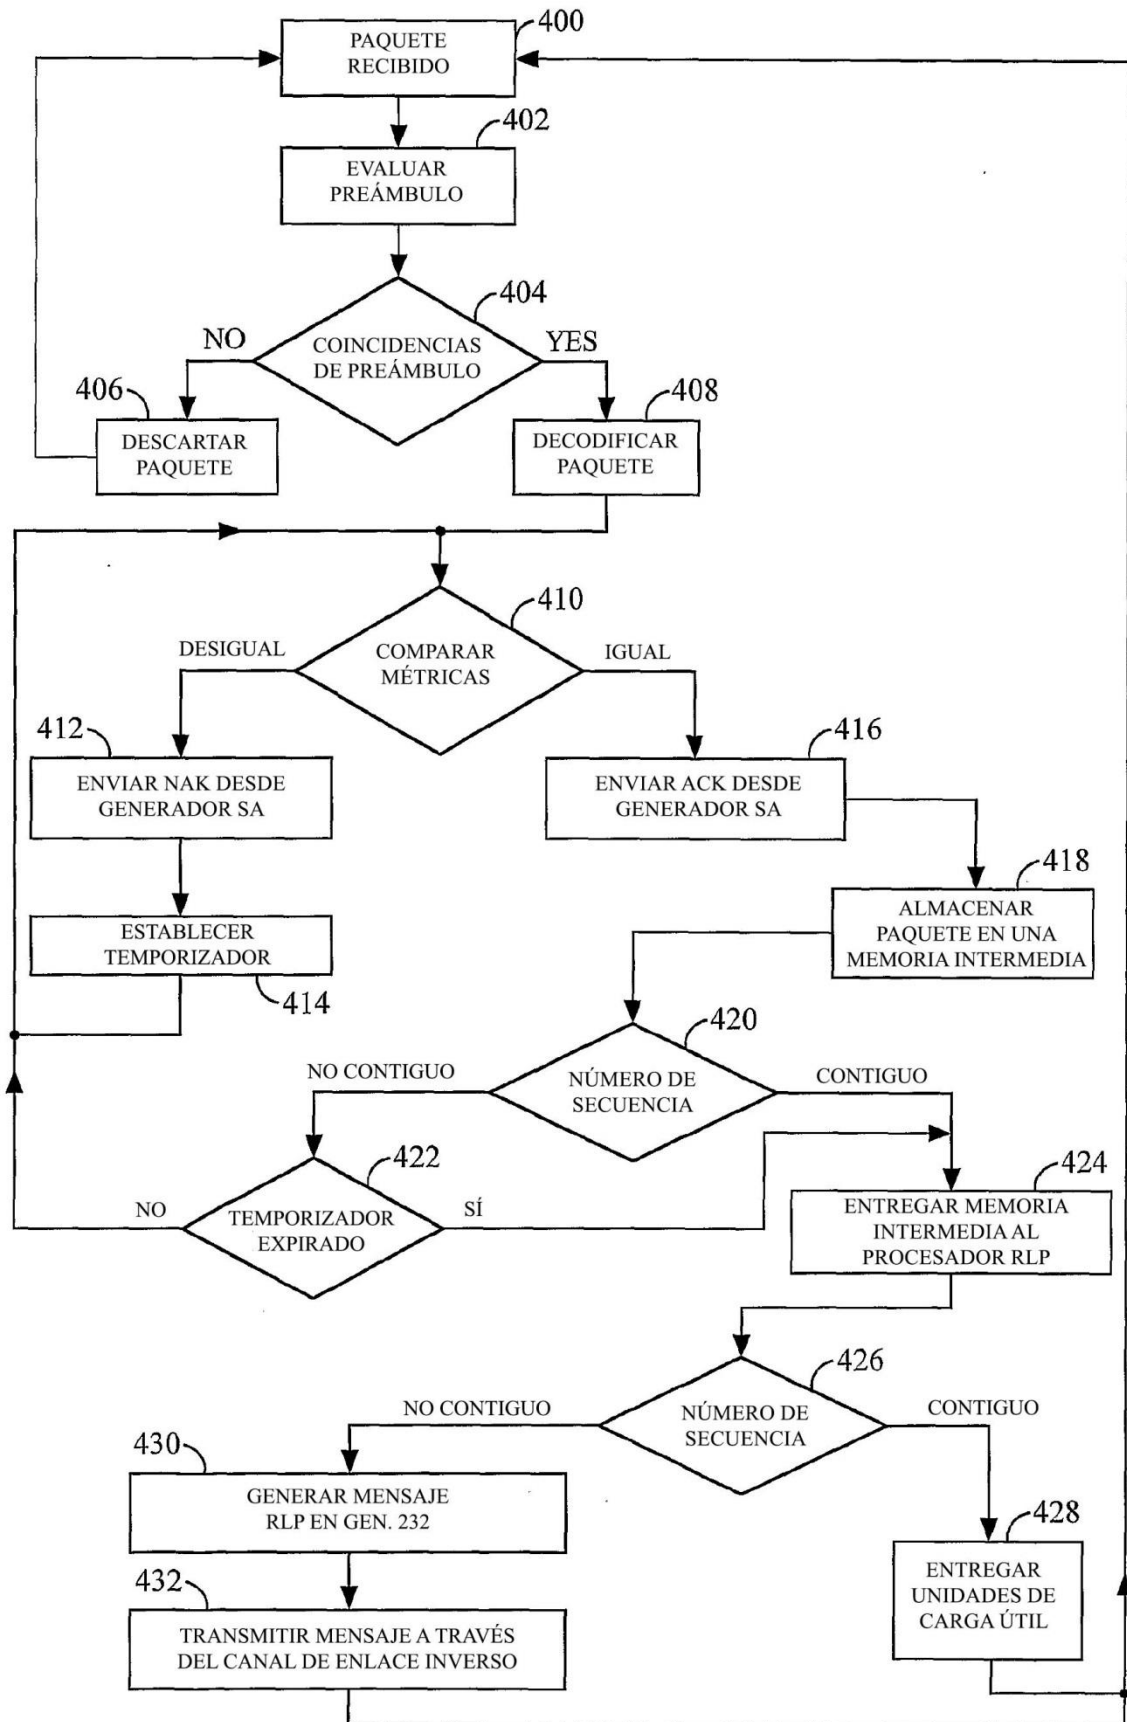 400
PAQUETE
RECIBIDO
402
EVALUAR
PREÁMBULO
404
NO
YES
COINCIDENCIAS
DE PREÁMBULO
406
408
DESCARTAR
PAQUETE
DECODIFICAR
PAQUETE
410
DESIGUAL
COMPARAR
MÉTRICAS
IGUAL
412
416
ENVIAR NAK DESDE
GENERADOR SA
ENVIAR ACK DESDE
GENERADOR SA
418
ALMACENAR
PAQUETE EN UNA
MEMORIA INTERMEDIA
ESTABLECER
TEMPORIZADOR
414
420
NO CONTIGUO
NÚMERO DE
SECUENCIA
CONTIGUO
422
424
NO
TEMPORIZADOR
EXPIRADO
SÍ
ENTREGAR MEMORIA
INTERMEDIA AL
PROCESADOR RLP
426
NO CONTIGUO
NÚMERO DE
SECUENCIA
CONTIGUO
430
GENERAR MENSAJE
RLP EN GEN. 232
428
ENTREGAR
UNIDADES DE
CARGA ÚTIL
432
TRANSMITIR MENSAJE A TRAVÉS
DEL CANAL DE ENLACE INVERSO